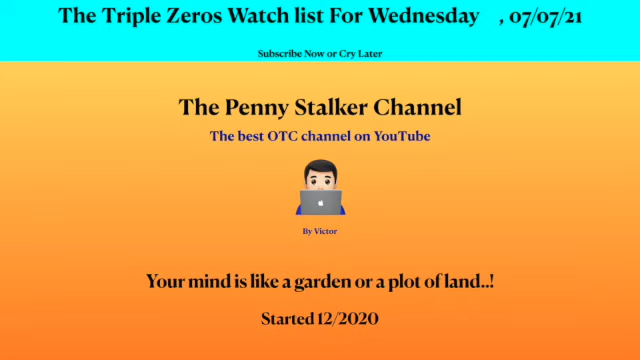 The Triple Zeros Watch list For Wednesday , 07/07/21
Subscribe Now or Cry Later
The Penny Stalker Channel
The best OTC channel on YouTube
By Victor
Your mind is like a garden or a plot of land..!
Started 12/2020